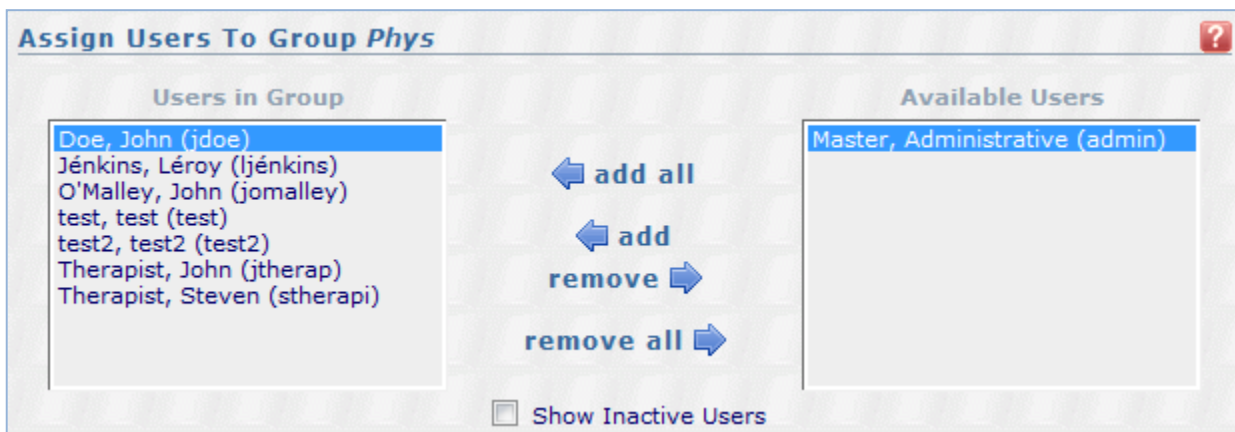 Assign Users To Group Phys
?
Users in Group
Doe, John (jdoe)
Jénkins, Léroy (ljénkins)
O'Malley, John (jomalley)
test, test (test)
test2, test2 (test2)
Therapist, John (jtherap)
Therapist, Steven (stherapi)
add all
add
remove
remove all
Available Users
Master, Administrative (admin)
Show Inactive Users